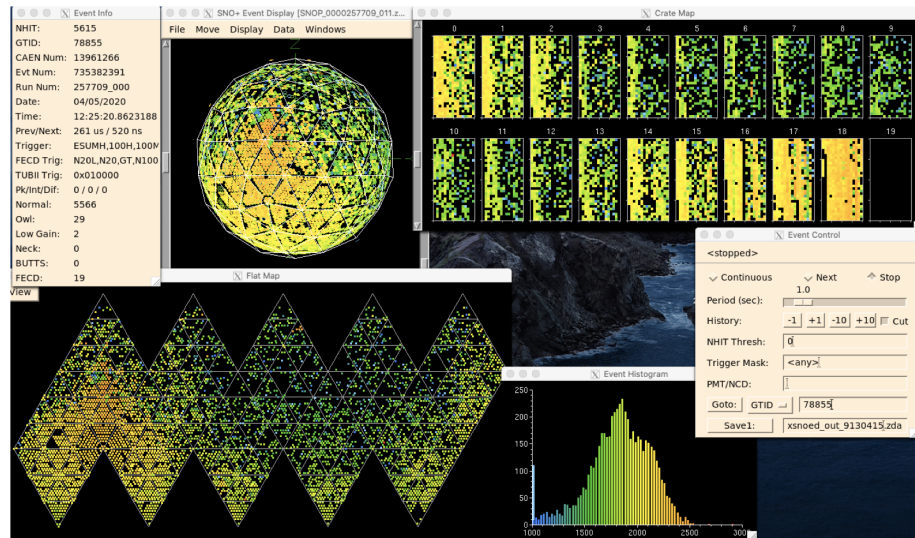 Event Info
NHIT: 5615
GTID: 78855
CAEN Num: 13961266
Evt Num: 735382391
Run Num: 257709_000
Date: 04/05/2020
Time: 12:25:20.8623188
Prev/Next: 261 us / 520 ns
Trigger: ESUMH,100H,100M
FECD Trig: N20L,N20,GT,N100
TUBII Trig: 0x010000
Pk/Int/Dif: 0 / 0 / 0
Normal: 5566
Owl: 29
Low Gain: 2
Neck: 0
BUTTS: 0
FECD: 19
View
X SNO+ Event Display [SNOP_0000257709_011.z...
File Move Display Data Windows
Z
X Crate Map
0 1 2 3 4 5 6 7 8 9
10 11 12 13 14 15 16 17 18 19
X Flat Map
X Event Histogram
250
200
150
100
50
0
1000 1500 2000 2500 3000
X Event Control
<stopped>
Continuous Next Stop
1.0
Period (sec):
History: -1 +1 -10 +10 Cut
NHIT Thresh: 0
Trigger Mask: <any>
PMT/NCD:
Goto: GTID 78855
Save1: xsnoed_out_9130415.zda